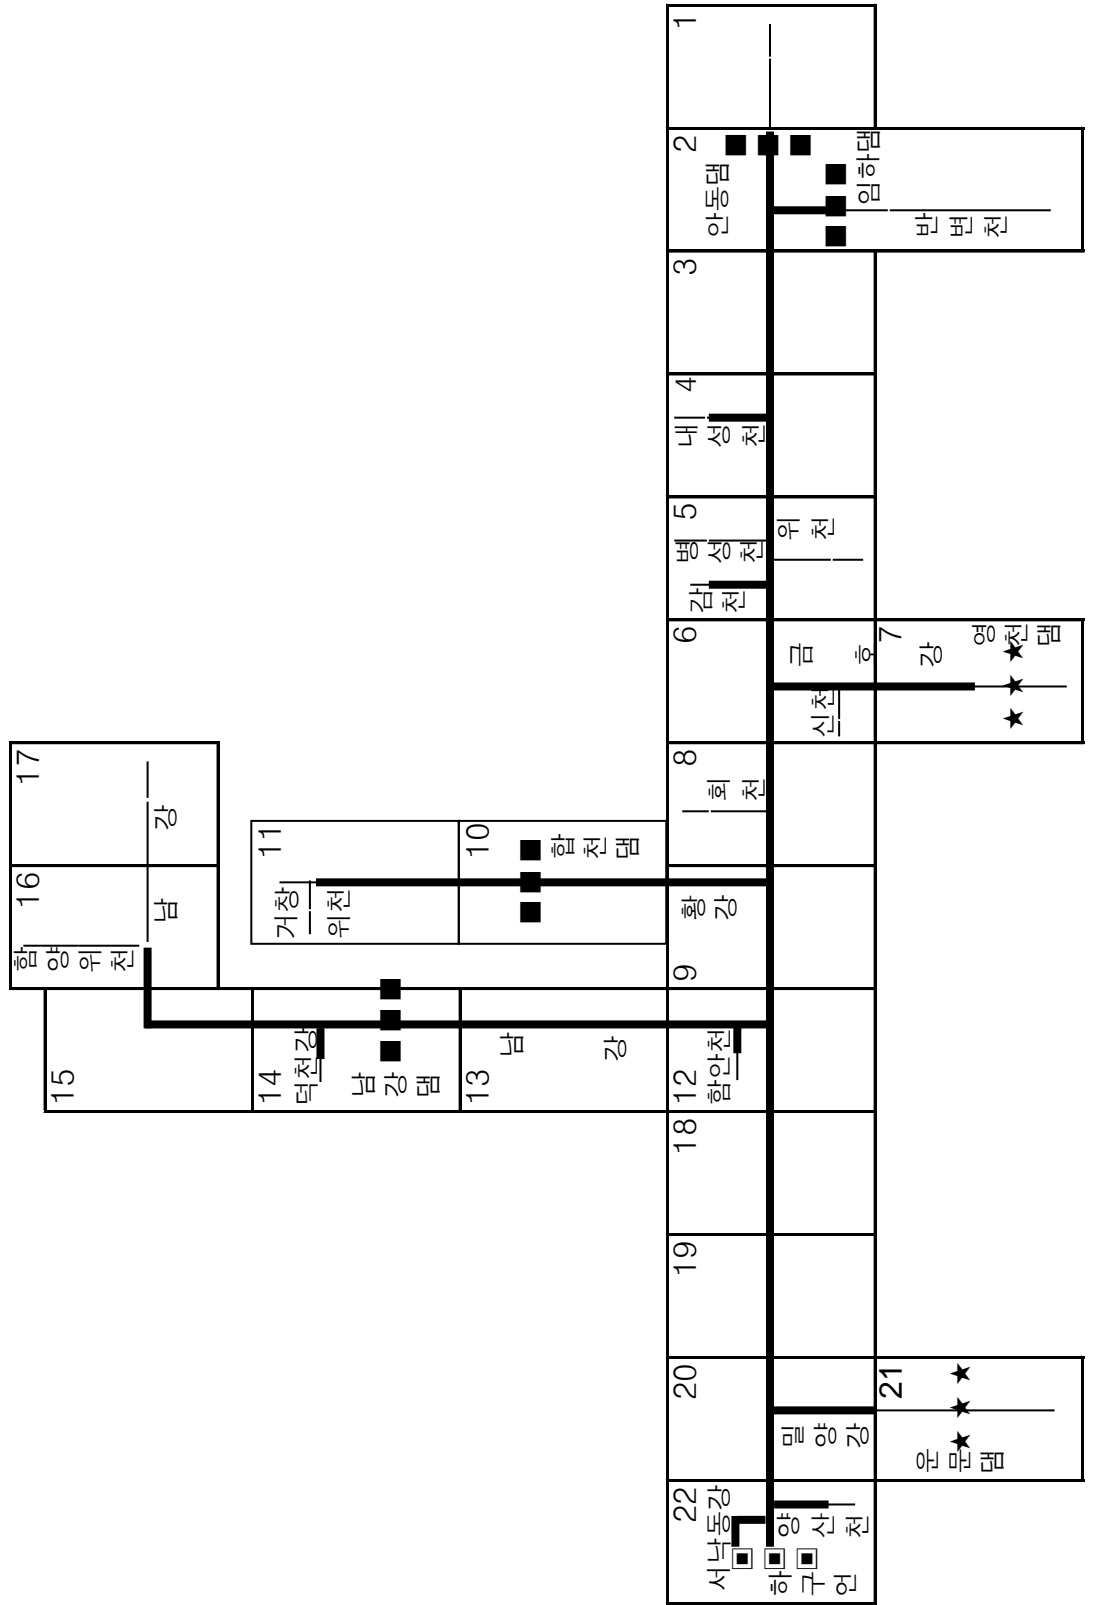 1
2
안동댐
임하댐
반변천
3
4
내성천
5
병성천
위천
감천
6
금호강
7
영천댐
신천
8
회천
17
강
16
남
함양위천
11
거창
위천
10
합천댐
황강
9
15
14
덕천강
남강댐
13
남강
12
함안천
18
19
20
밀양강
21
운문댐
22
서낙동강
양산천
하구언